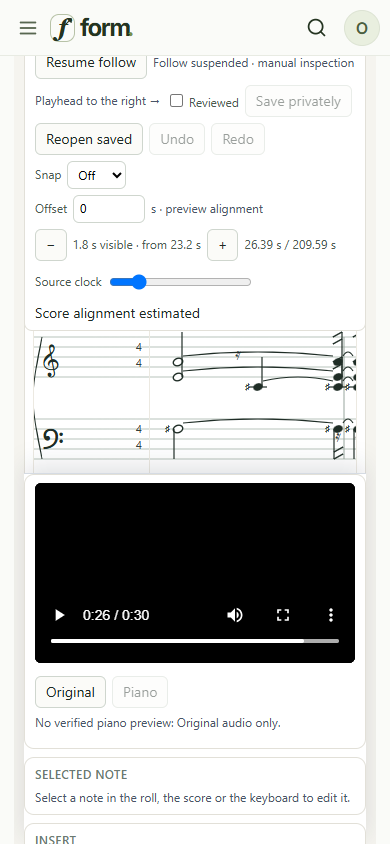 form.
O
Resume follow Follow suspended · manual inspection
Playhead to the right → Reviewed Save privately
Reopen saved Undo Redo
Snap Off
Offset 0 s · preview alignment
− 1.8 s visible · from 23.2 s + 26.39 s / 209.59 s
Source clock
Score alignment estimated
4
4
4
4
0:26 / 0:30
Original Piano
No verified piano preview: Original audio only.
SELECTED NOTE
Select a note in the roll, the score or the keyboard to edit it.
INSERT